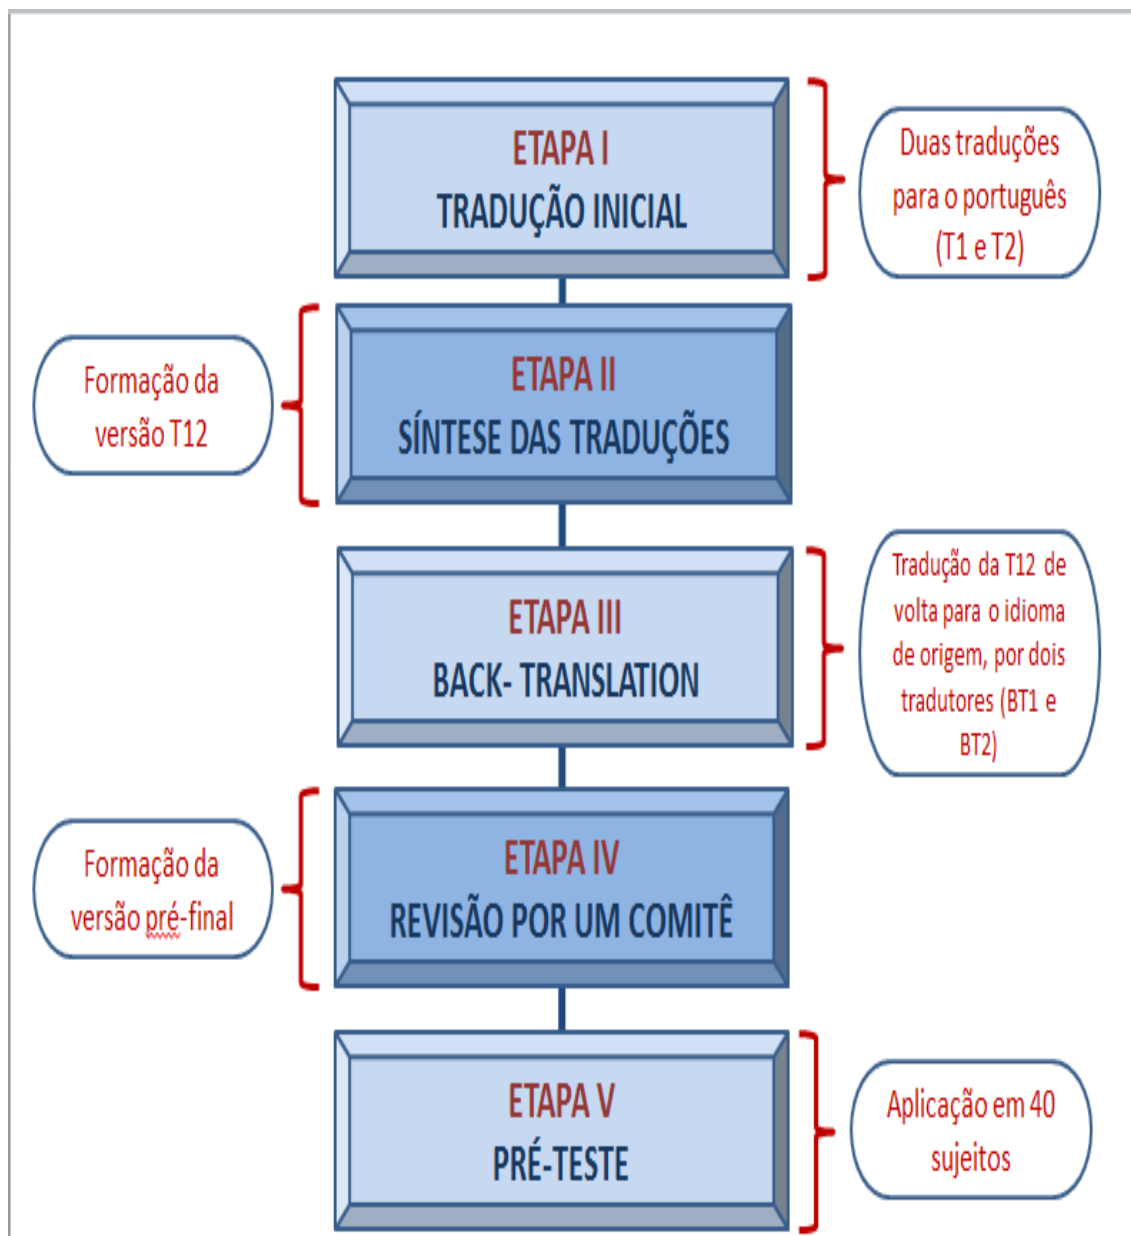 ETAPA I
TRADUÇÃO INICIAL
Duas traduções
para o português
(T1 e T2)
ETAPA II
SÍNTESE DAS TRADUÇÕES
Formação da
versão T12
ETAPA III
BACK- TRANSLATION
Tradução da T12 de
volta para o idioma
de origem, por dois
tradutores (BT1 e
BT2)
ETAPA IV
REVISÃO POR UM COMITÊ
Formação da
versão pré-final
ETAPA V
PRÉ-TESTE
Aplicação em 40
sujeitos